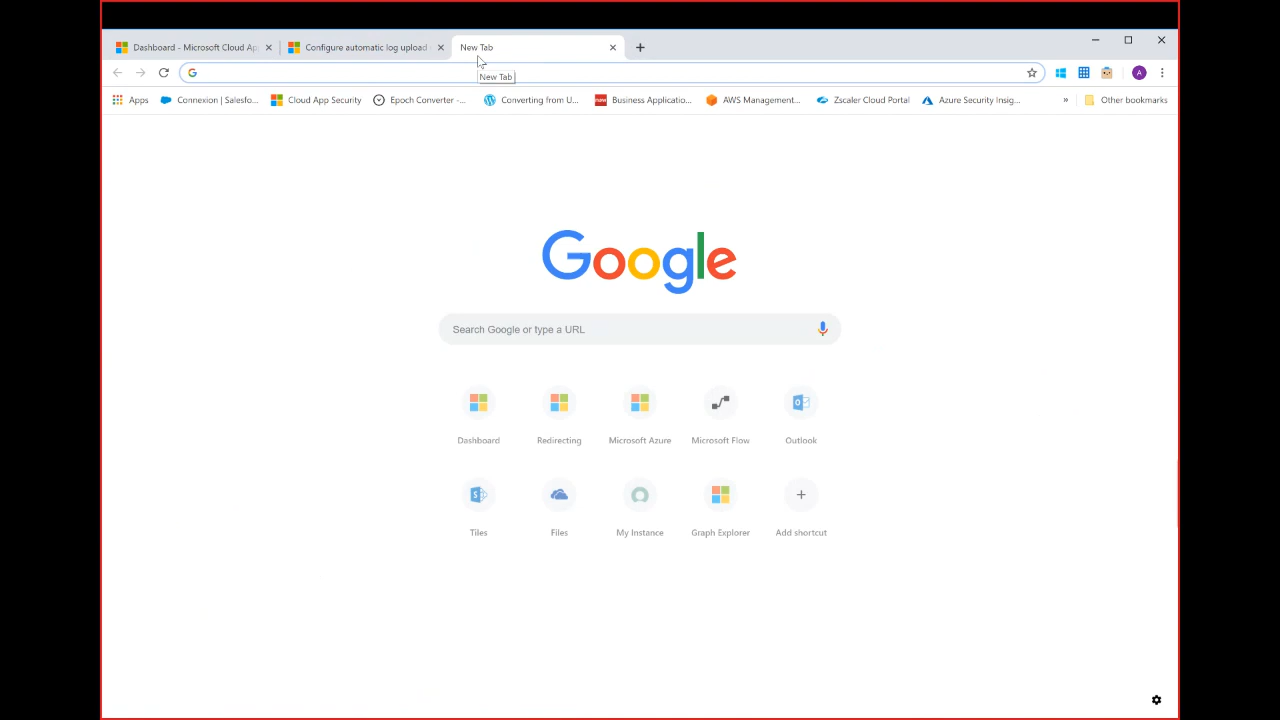 Dashboard - Microsoft Cloud Ap
Configure automatic log upload
New Tab
New Tab
Apps
Connexion | Salesfo...
Cloud App Security
Epoch Converter -...
Converting from U...
Business Applicatio...
AWS Management...
Zscaler Cloud Portal
Azure Security Insig...
»
Other bookmarks
A
Google
Search Google or type a URL
Dashboard
Redirecting
Microsoft Azure
Microsoft Flow
Outlook
Tiles
Files
My Instance
Graph Explorer
Add shortcut